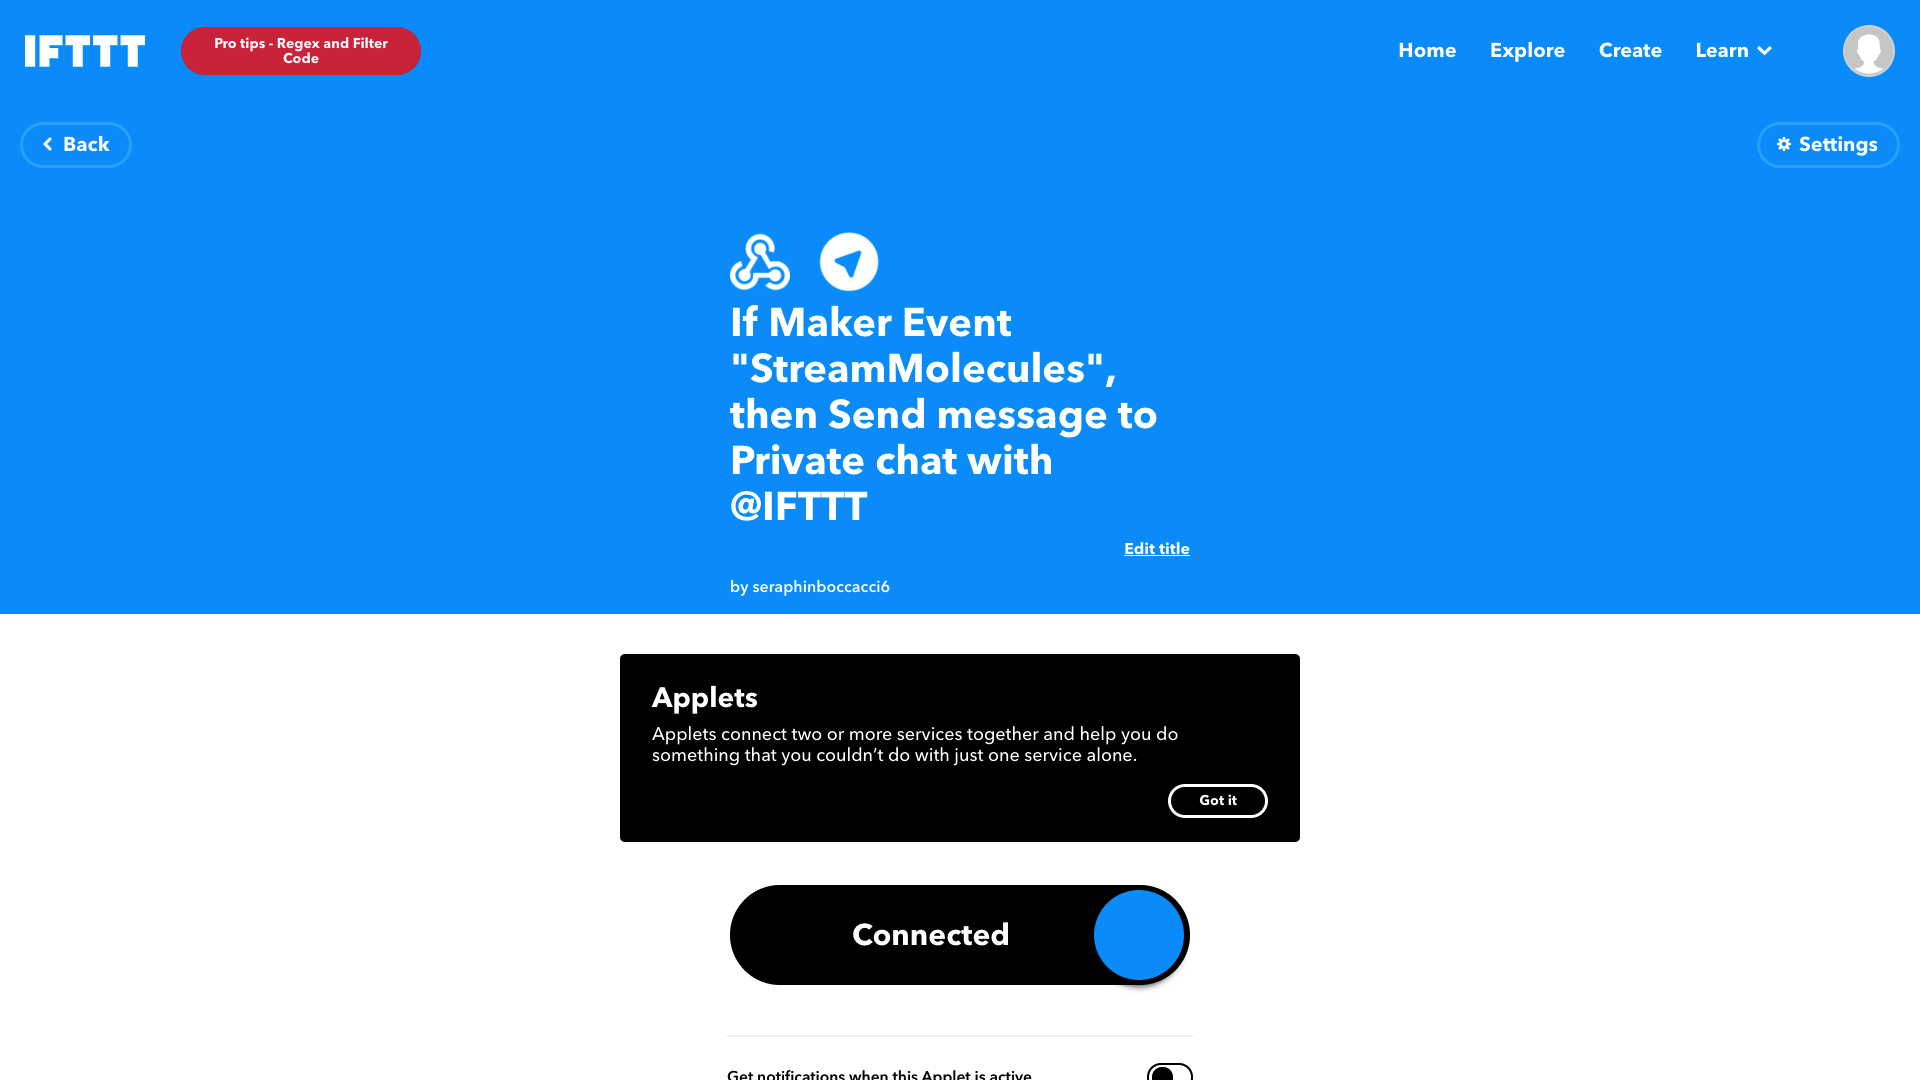 IFTTT
Pro tips - Regex and Filter
Code
Home
Explore
Create
Learn
Back
Settings
If Maker Event
"StreamMolecules",
then Send message to
Private chat with
@IFTTT
Edit title
by seraphinboccacci6
Applets
Applets connect two or more services together and help you do
something that you couldn’t do with just one service alone.
Got it
Connected
Get notifications when this Applet is active